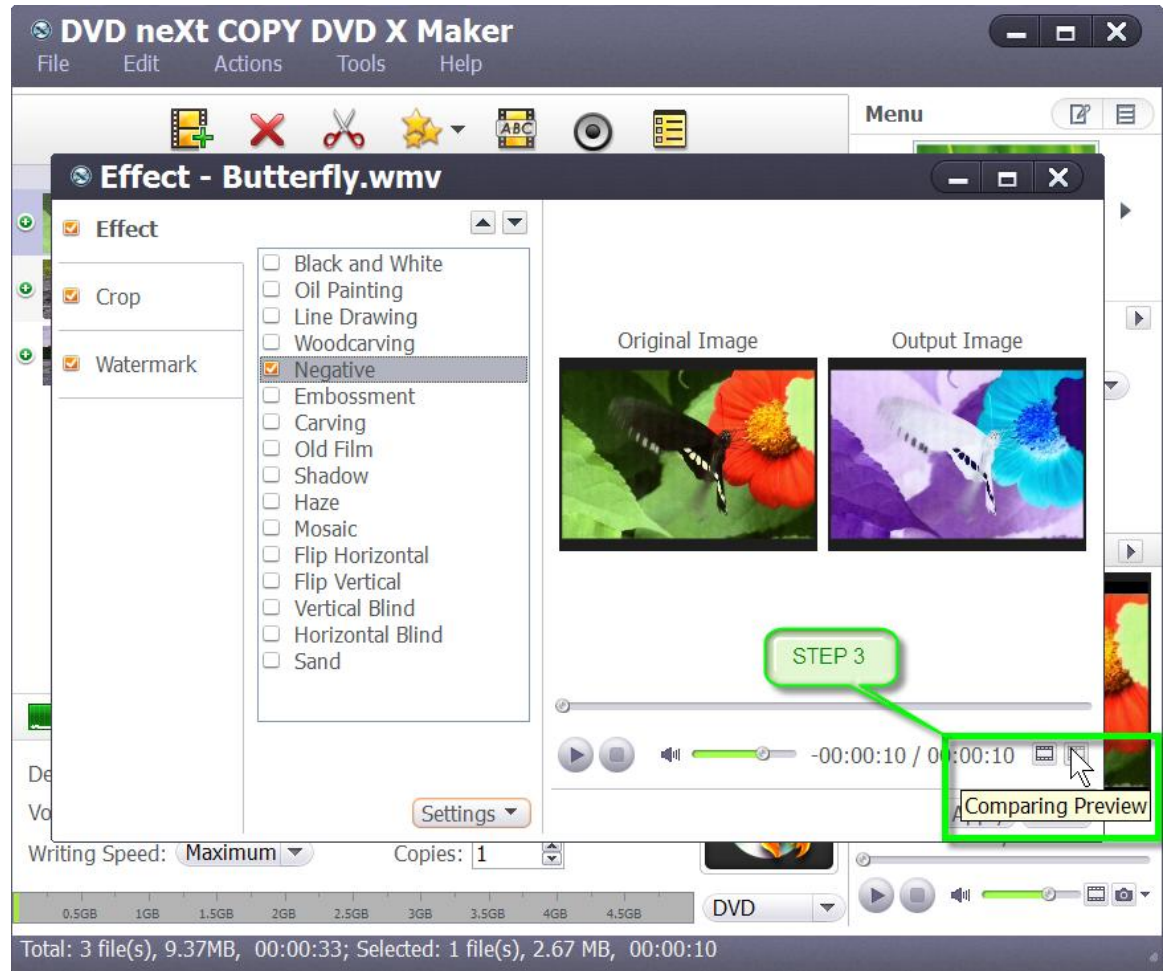 DVD neXt COPY DVD X Maker
File Edit Actions Tools Help
ABC
Menu
Effect - Butterfly.wmv
Effect
Crop
Watermark
Black and White
Oil Painting
Line Drawing
Woodcarving
Negative
Embossment
Carving
Old Film
Shadow
Haze
Mosaic
Flip Horizontal
Flip Vertical
Vertical Blind
Horizontal Blind
Sand
Original Image Output Image
STEP 3
-00:00:10 / 00:00:10
Comparing Preview
Settings
De
Vo
Writing Speed: Maximum Copies: 1
0.5GB 1GB 1.5GB 2GB 2.5GB 3GB 3.5GB 4GB 4.5GB DVD
Total: 3 file(s), 9.37MB, 00:00:33; Selected: 1 file(s), 2.67 MB, 00:00:10